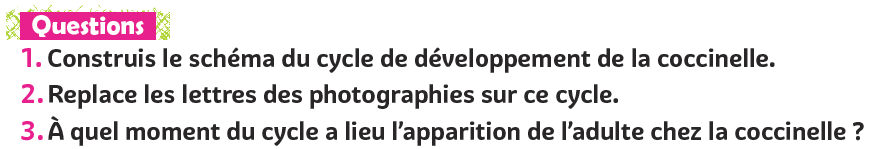 Questions
1. Construis le schéma du cycle de développement de la coccinelle.
2. Replace les lettres des photographies sur ce cycle.
3. À quel moment du cycle a lieu l'apparition de l'adulte chez la coccinelle ?